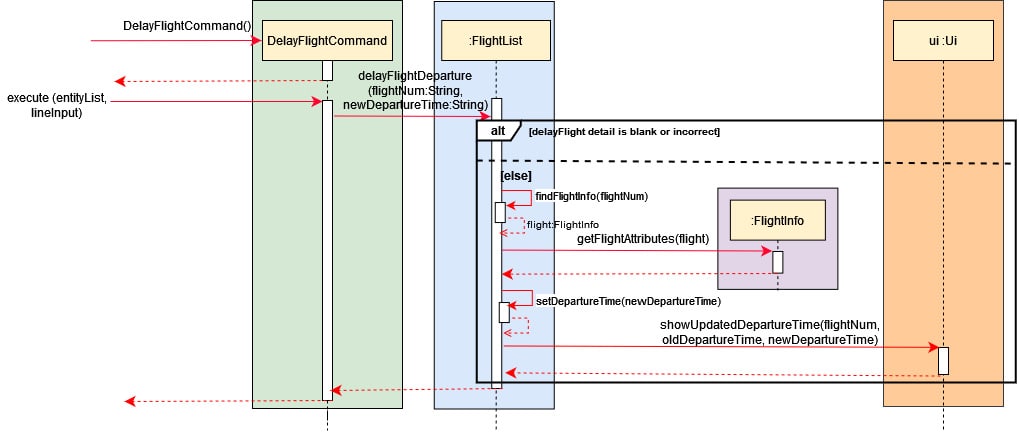 DelayFlightCommand()
DelayFlightCommand
:FlightList
ui :Ui
delayFlightDeparture
(flightNum:String,
newDepartureTime:String)
execute (entityList,
lineInput)
alt
[delayFlight detail is blank or incorrect]
[else]
findFlightInfo(flightNum)
:FlightInfo
flight:FlightInfo
getFlightAttributes(flight)
setDepartureTime(newDepartureTime)
showUpdatedDepartureTime(flightNum,
oldDepartureTime, newDepartureTime)